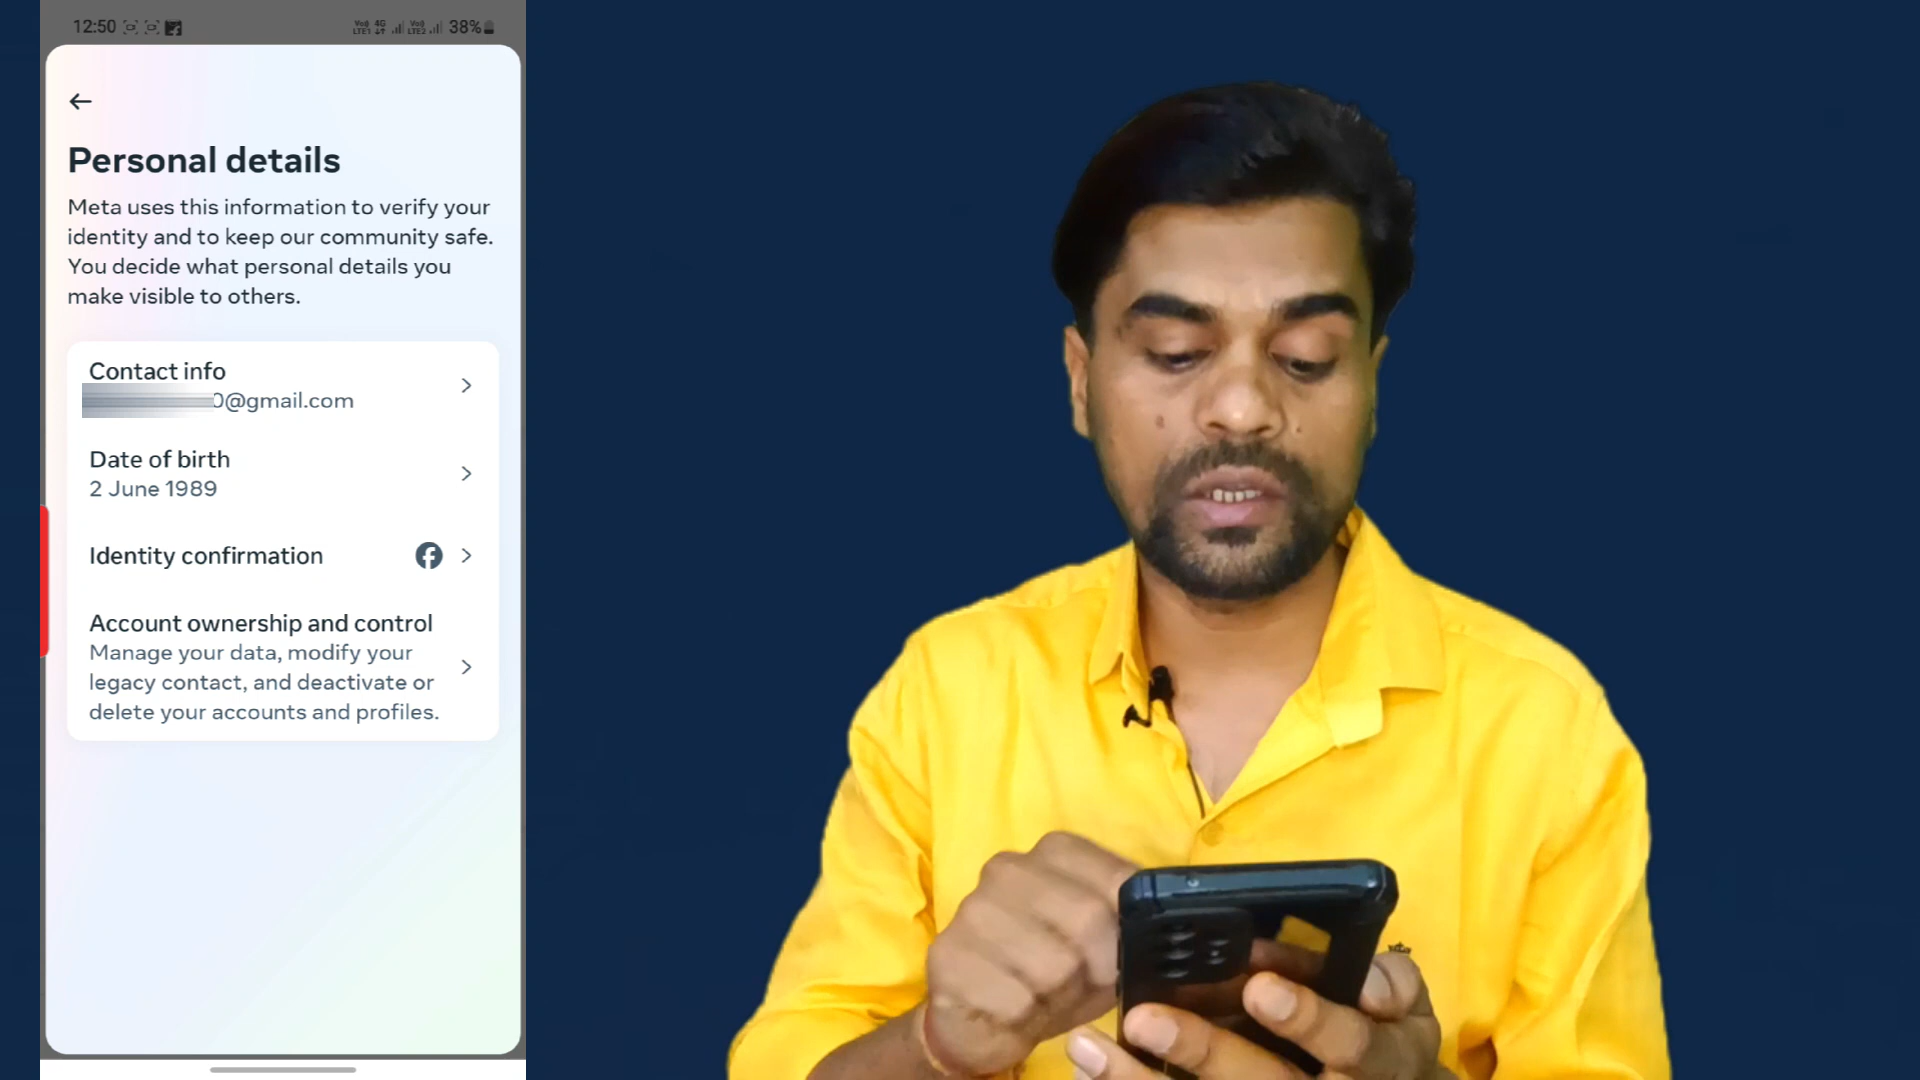 12:50
38%
Personal details
Meta uses this information to verify your
identity and to keep our community safe.
You decide what personal details you
make visible to others.
Contact info
0@gmail.com
Date of birth
2 June 1989
Identity confirmation
Account ownership and control
Manage your data, modify your
legacy contact, and deactivate or
delete your accounts and profiles.